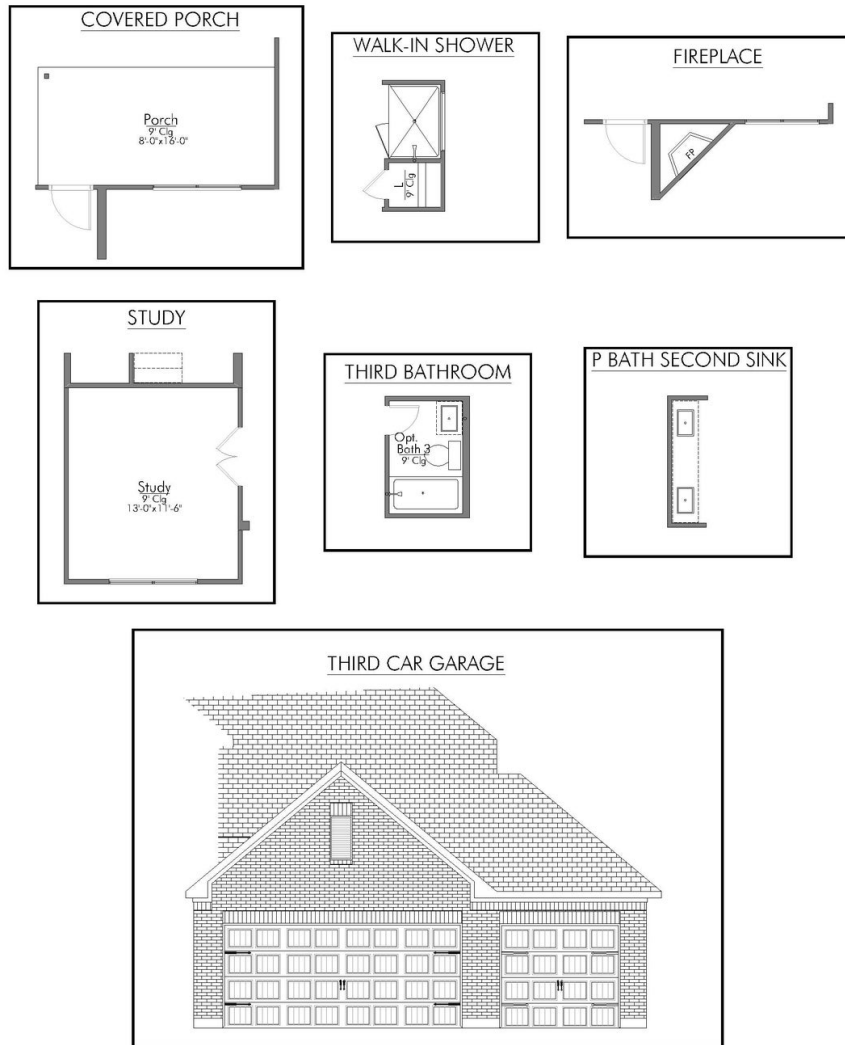 COVERED PORCH
Porch
9' Clg
8'-0"x16'-0"
WALK-IN SHOWER
L
9' Clg
FIREPLACE
FP
STUDY
Study
9' Clg
13'-0"x11'-6"
THIRD BATHROOM
Opt.
Bath 3
9' Clg
P BATH SECOND SINK
THIRD CAR GARAGE